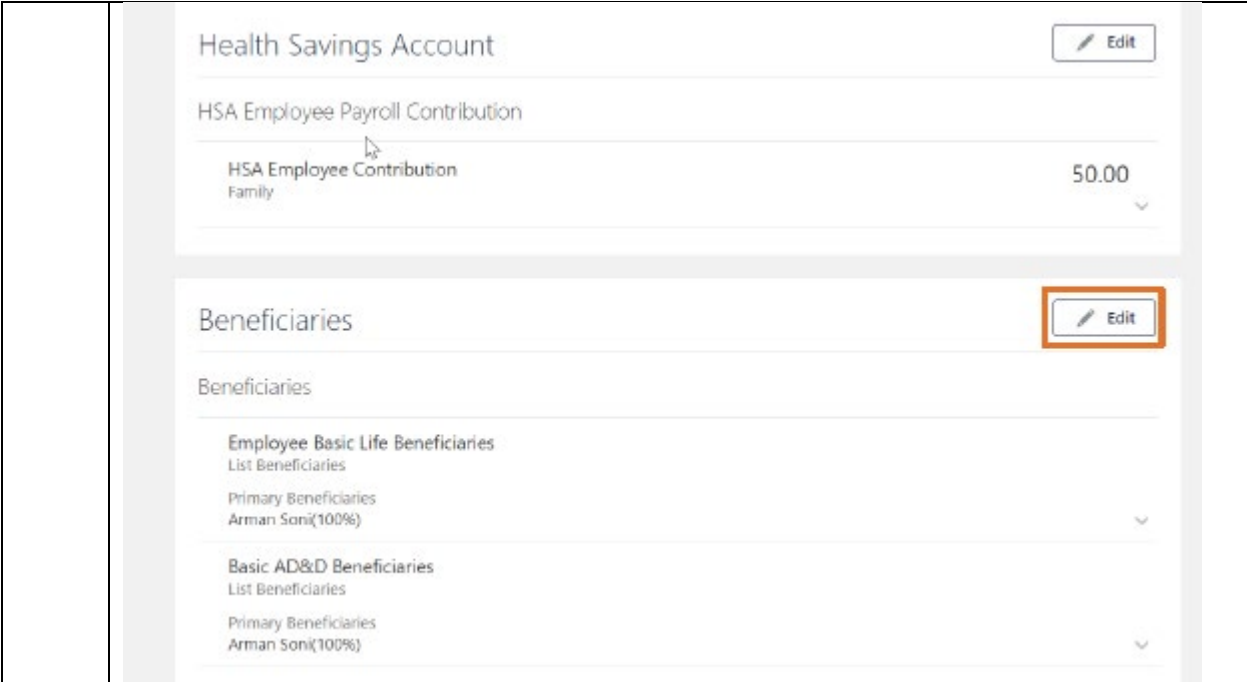 Health Savings Account
Edit
HSA Employee Payroll Contribution
HSA Employee Contribution
50.00
Family
Beneficiaries
Edit
Beneficiaries
Employee Basic Life Beneficiaries
List Beneficiaries
Primary Beneficiaries
Arman Soni(100%)
Basic AD&D Beneficiaries
List Beneficiaries
Primary Beneficiaries
Arman Soni(100%)